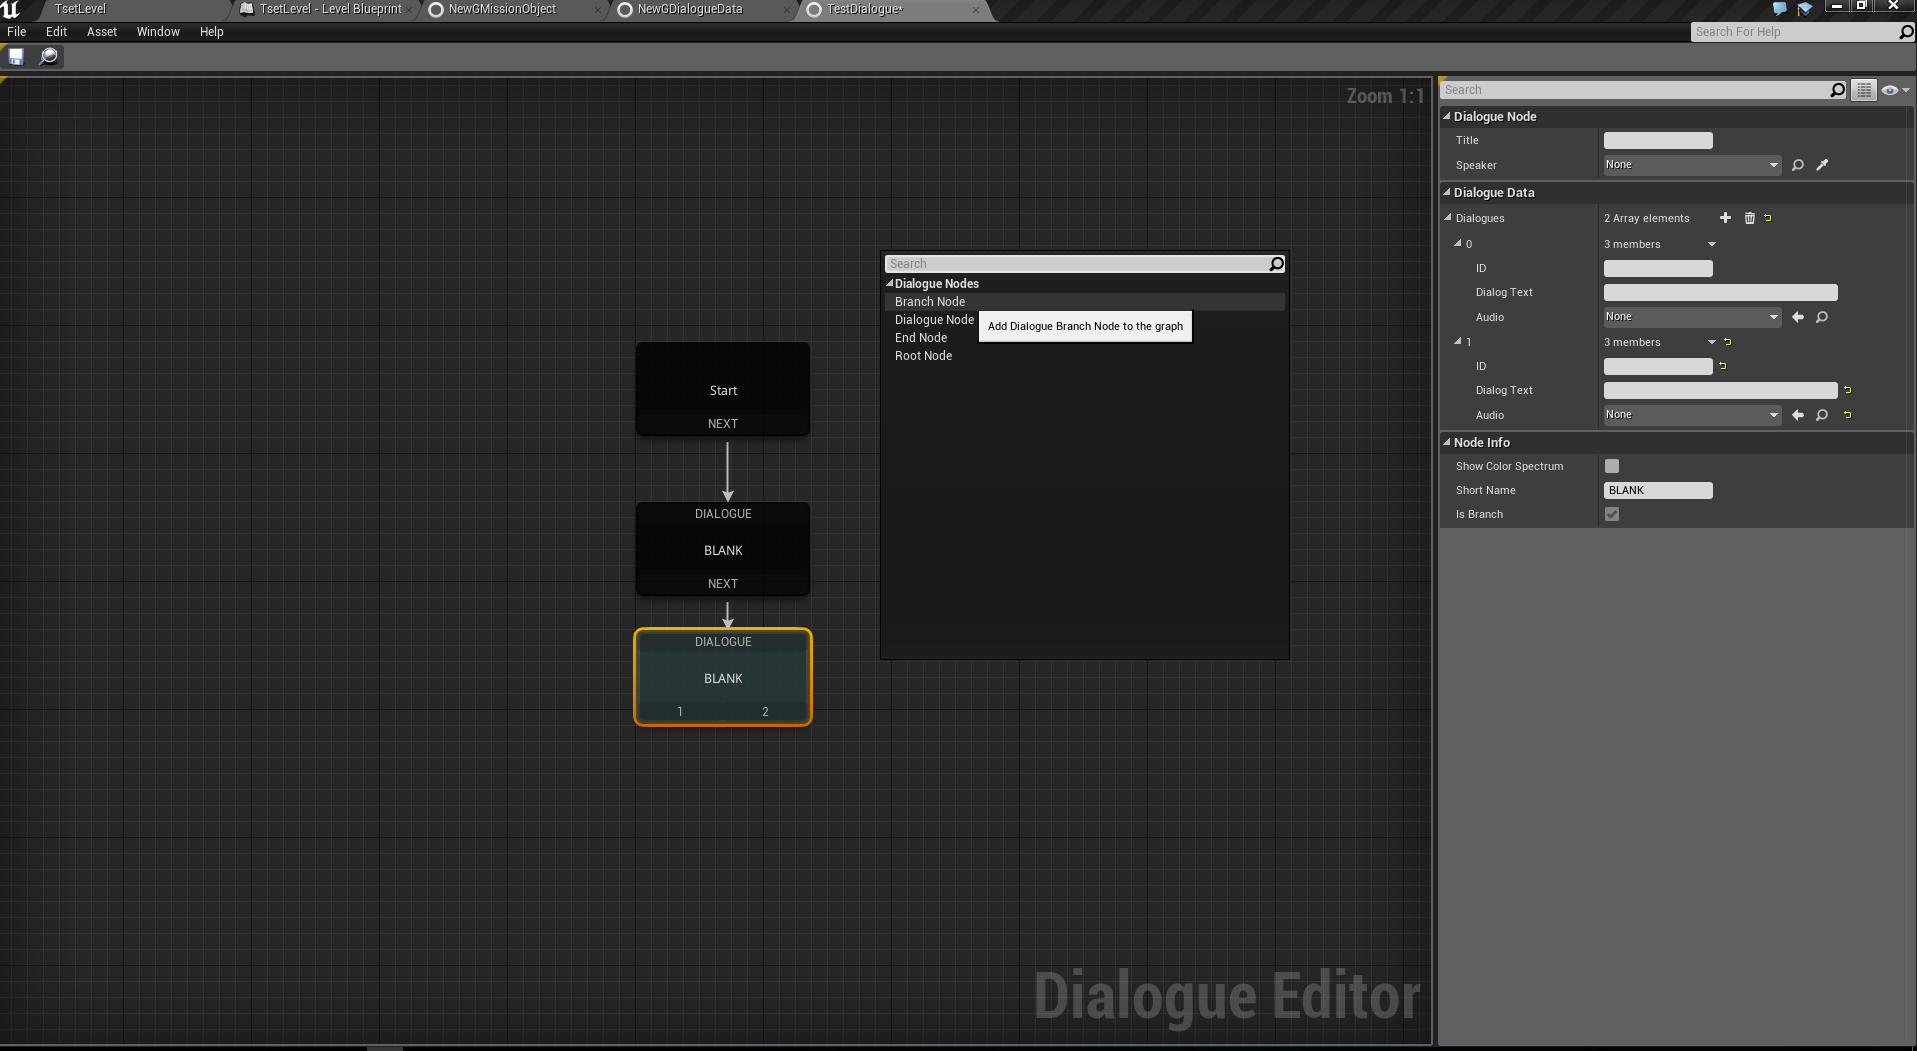 TsetLevel
TsetLevel - Level Blueprint
NewGMissionObject
NewGDialogueData
TestDialogue*
File Edit Asset Window Help
Search For Help
Zoom 1:1
Search
Dialogue Nodes
Branch Node
Dialogue Node
End Node
Root Node
Add Dialogue Branch Node to the graph
Start
NEXT
DIALOGUE
BLANK
NEXT
DIALOGUE
BLANK
1 2
Dialogue Editor
Search
Dialogue Node
Title
Speaker None
Dialogue Data
Dialogues 2 Array elements
0 3 members
ID
Dialog Text
Audio None
1 3 members
ID
Dialog Text
Audio None
Node Info
Show Color Spectrum
Short Name BLANK
Is Branch